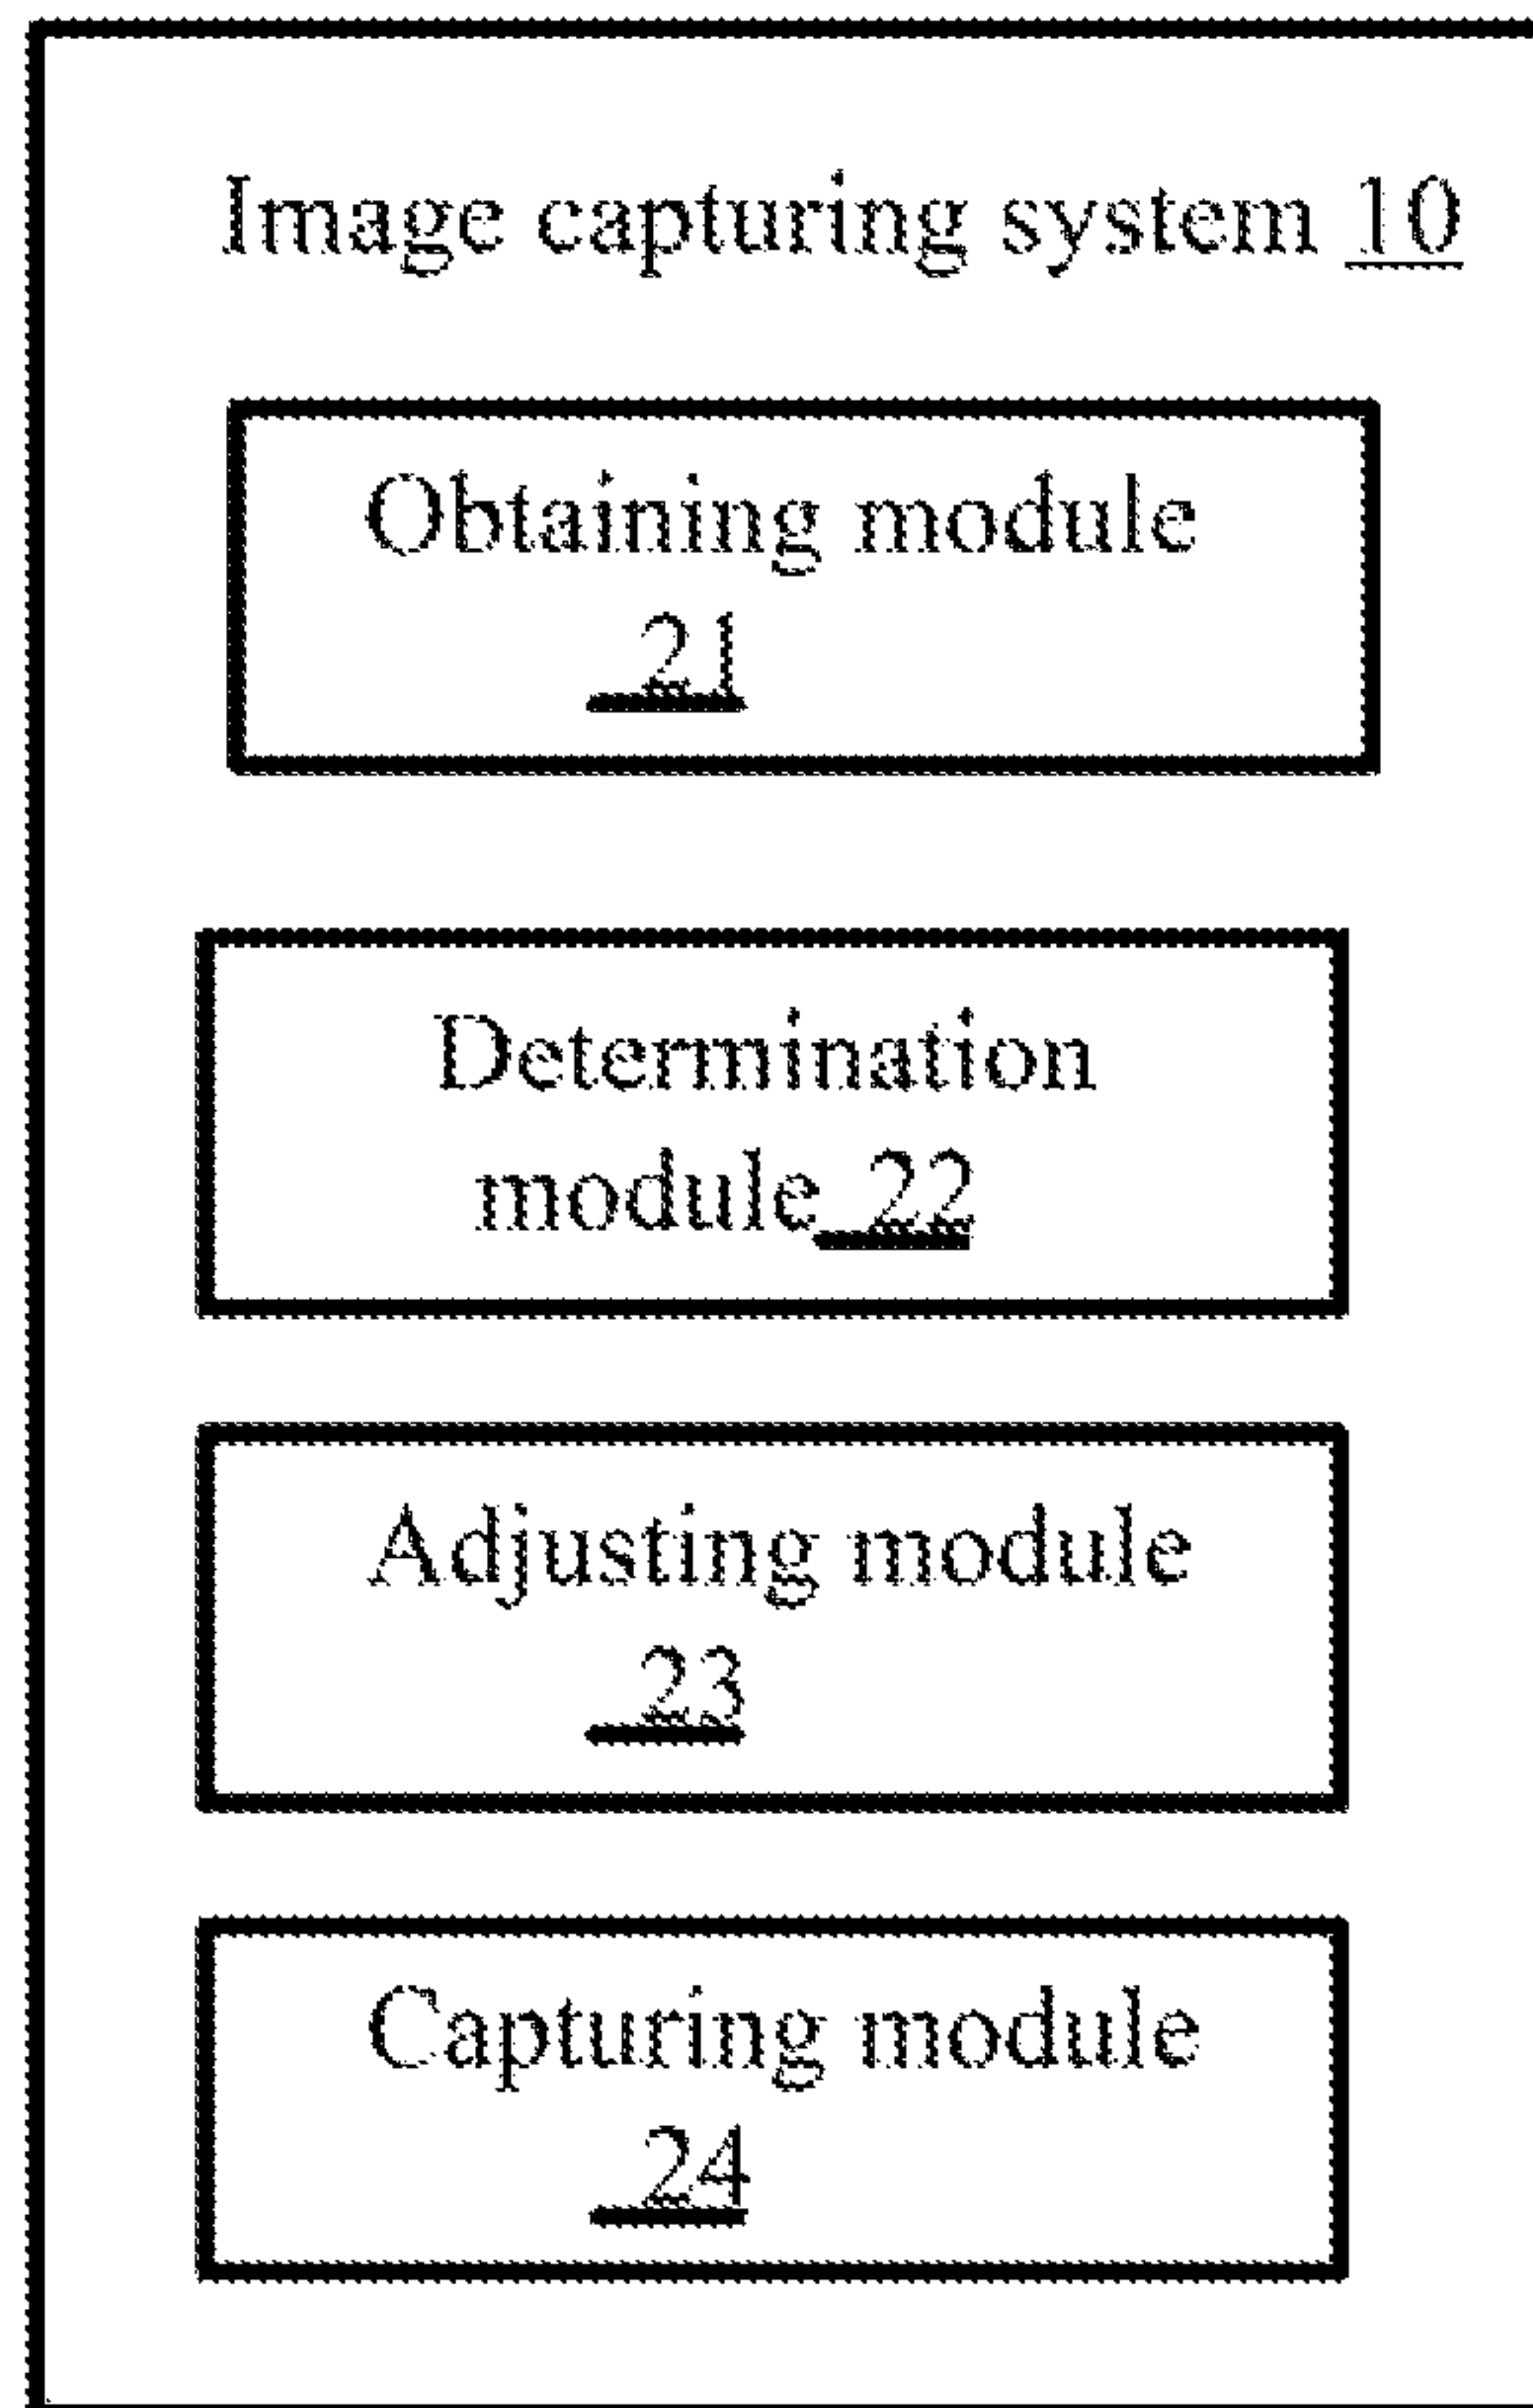 Image capturing system 10
Obtaining module
21
Determination
module 22
Adjusting module
23
Capturing module
24